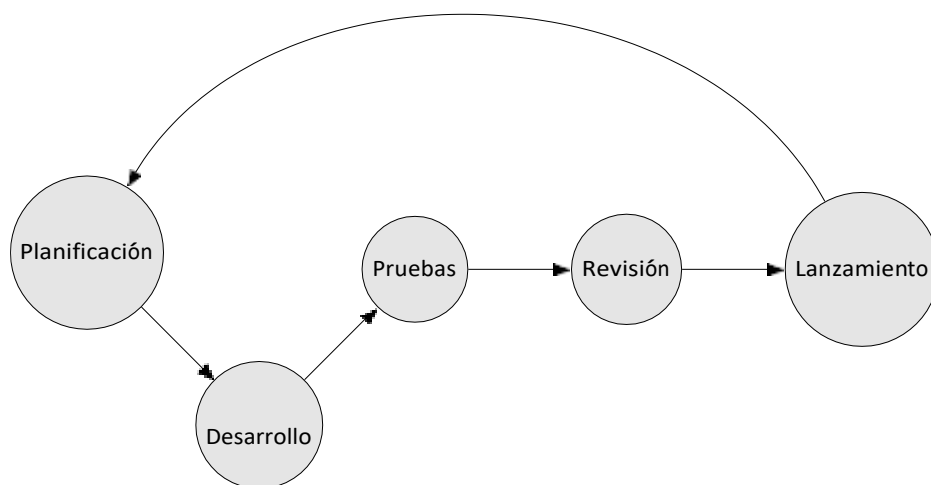 Planificación
Pruebas
Revisión
Lanzamiento
Desarrollo